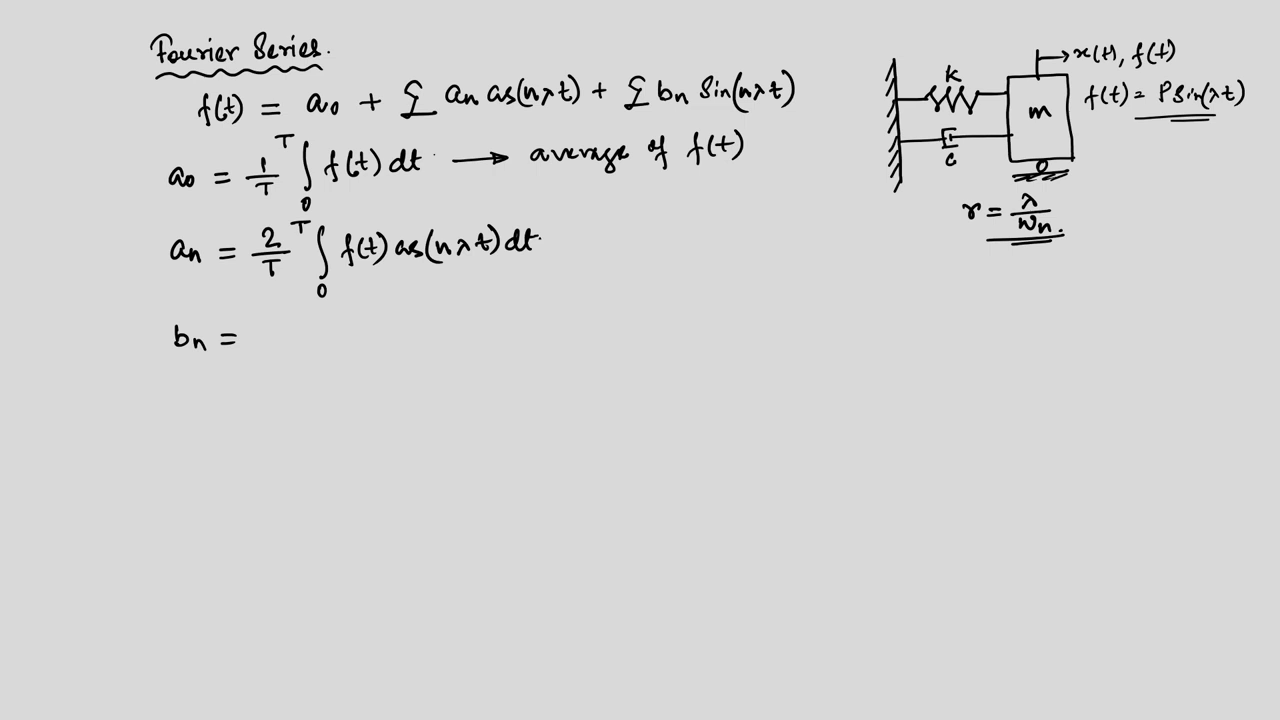 Fourier Series.
f(t) = a₀ + Σ aₙ cos(nλt) + Σ bₙ Sin(nλt)
a₀ = 1/T ∫₀ᵀ f(t) dt. → average of f(t)
aₙ = 2/T ∫₀ᵀ f(t) cos(nλt) dt.
bₙ =
x(t), f(t)
k
m
f(t) = P Sin(λt)
c
r = λ/ωₙ.